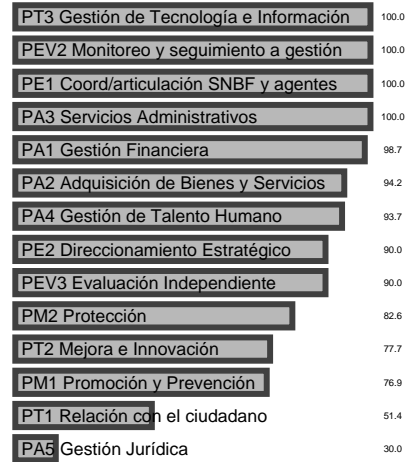 PT3 Gestión de Tecnología e Información 100.0
PEV2 Monitoreo y seguimiento a gestión 100.0
PE1 Coord/articulación SNBF y agentes 100.0
PA3 Servicios Administrativos 100.0
PA1 Gestión Financiera 98.7
PA2 Adquisición de Bienes y Servicios 94.2
PA4 Gestión de Talento Humano 93.7
PE2 Direccionamiento Estratégico 90.0
PEV3 Evaluación Independiente 90.0
PM2 Protección 82.6
PT2 Mejora e Innovación 77.7
PM1 Promoción y Prevención 76.9
PT1 Relación con el ciudadano 51.4
PA5 Gestión Jurídica 30.0